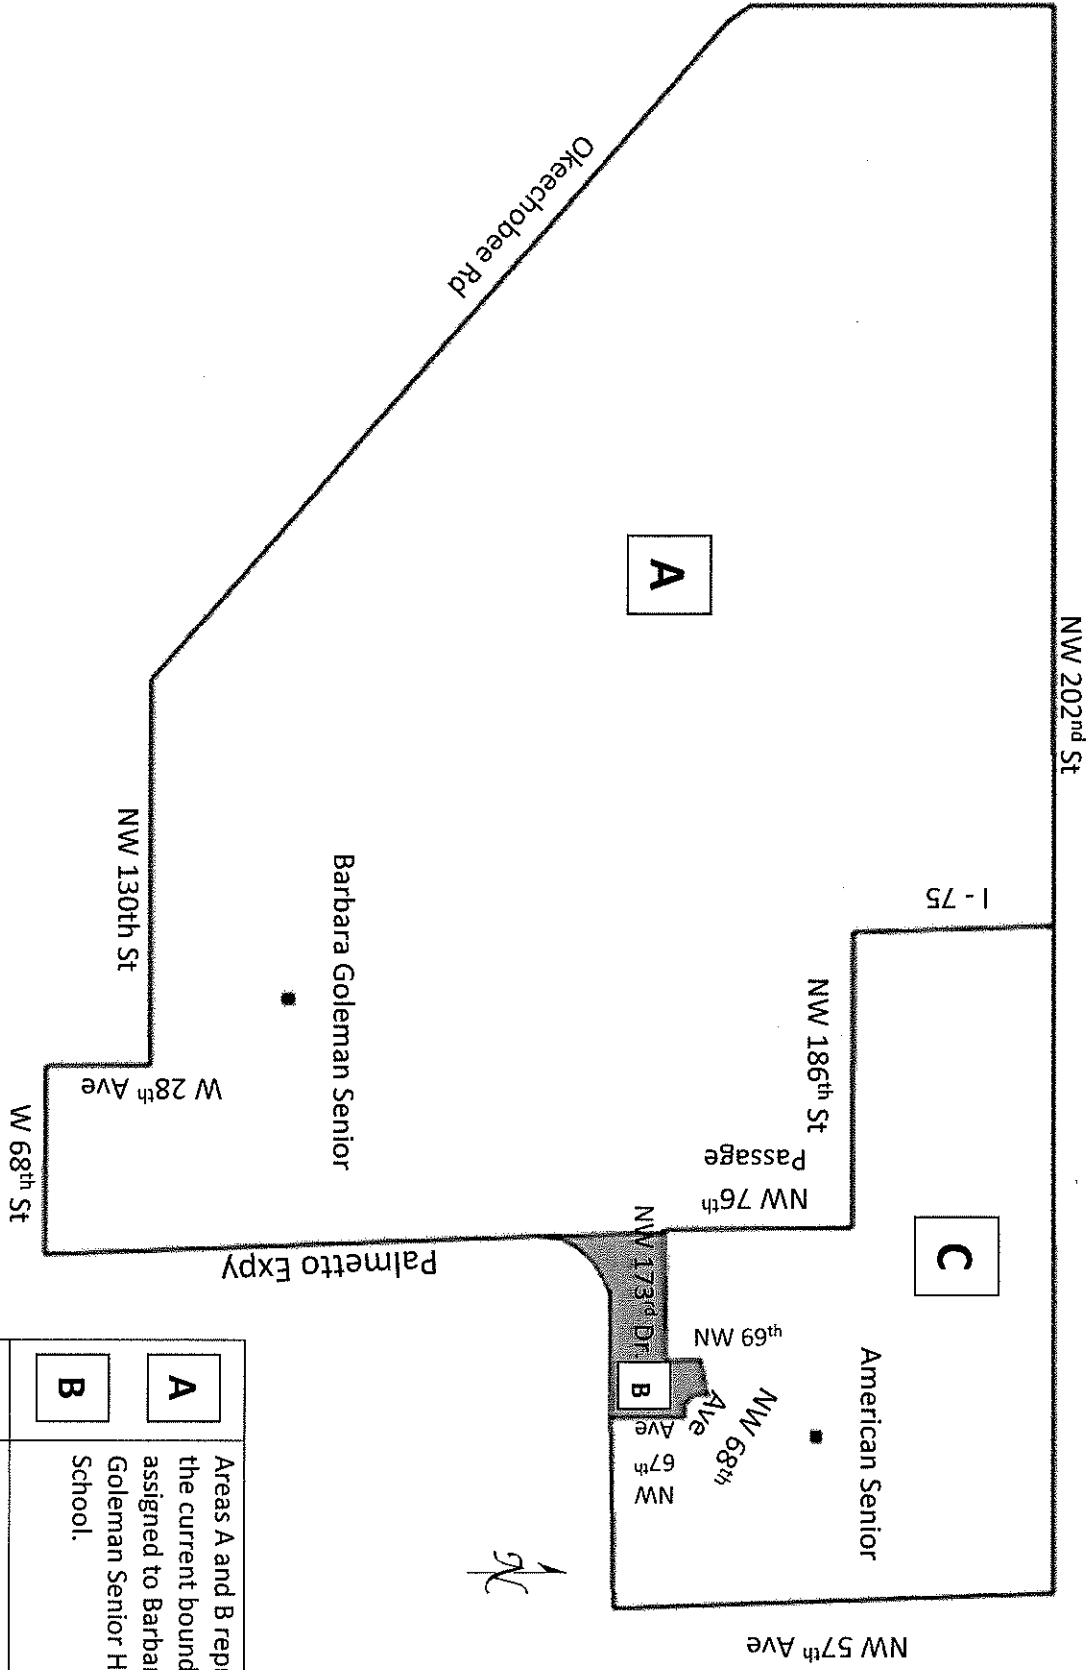 NW 202nd St
Okeechobee Rd
A
I - 75
NW 186th St
NW 76th
Passage
C
NW 173rd Dr.
B
NW 69th
NW 68th
Ave
NW
67th
Ave
American Senior
NW 57th Ave
Barbara Goleman Senior
NW 130th St
W 28th Ave
W 68th St
Palmetto Expy
N
A
B
Areas A and B repr
the current bound
assigned to Barbar
Goleman Senior H
School.